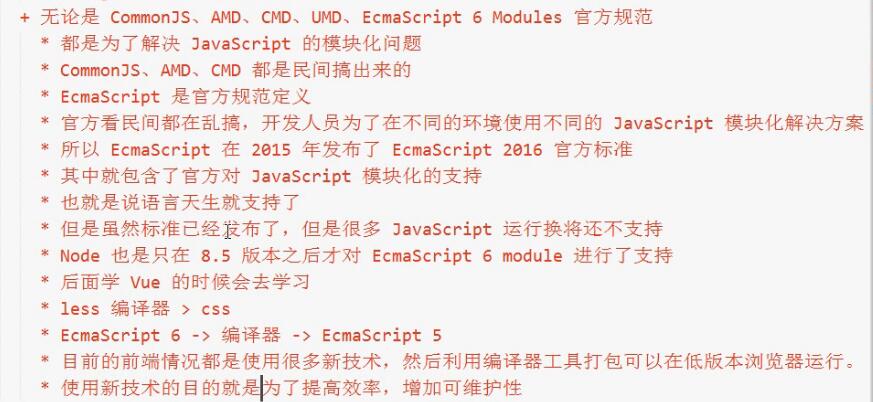 + 无论是 CommonJS、AMD、CMD、UMD、EcmaScript 6 Modules 官方规范
* 都是为了解决 JavaScript 的模块化问题
* CommonJS、AMD、CMD 都是民间搞出来的
* EcmaScript 是官方规范定义
* 官方看民间都在乱搞，开发人员为了在不同的环境使用不同的 JavaScript 模块化解决方案
* 所以 EcmaScript 在 2015 年发布了 EcmaScript 2016 官方标准
* 其中就包含了官方对 JavaScript 模块化的支持
* 也就是说语言天生就支持了
* 但是虽然标准已经发布了，但是很多 JavaScript 运行换将还不支持
* Node 也是只在 8.5 版本之后才对 EcmaScript 6 module 进行了支持
* 后面学 Vue 的时候会去学习
* less 编译器 > css
* EcmaScript 6 -> 编译器 -> EcmaScript 5
* 目前的前端情况都是使用很多新技术，然后利用编译器工具打包可以在低版本浏览器运行。
* 使用新技术的目的就是为了提高效率，增加可维护性